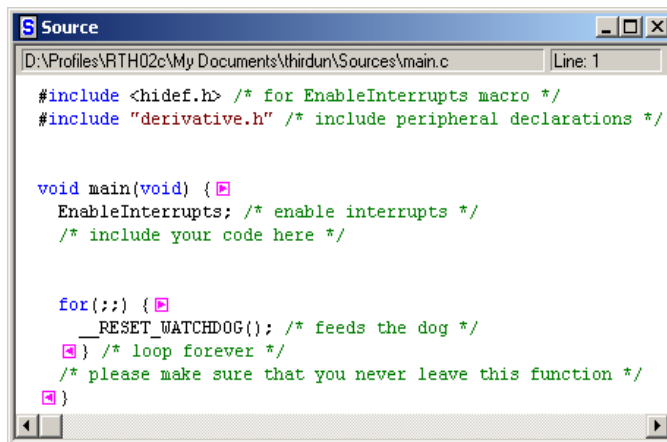 S Source
D:\Profiles\RTH02c\My Documents\thirdun\Sources\main.c Line: 1
#include <hidef.h> /* for EnableInterrupts macro */
#include "derivative.h" /* include peripheral declarations */
void main(void) {
EnableInterrupts; /* enable interrupts */
/* include your code here */
for(;;) {
__RESET_WATCHDOG(); /* feeds the dog */
} /* loop forever */
/* please make sure that you never leave this function */
}